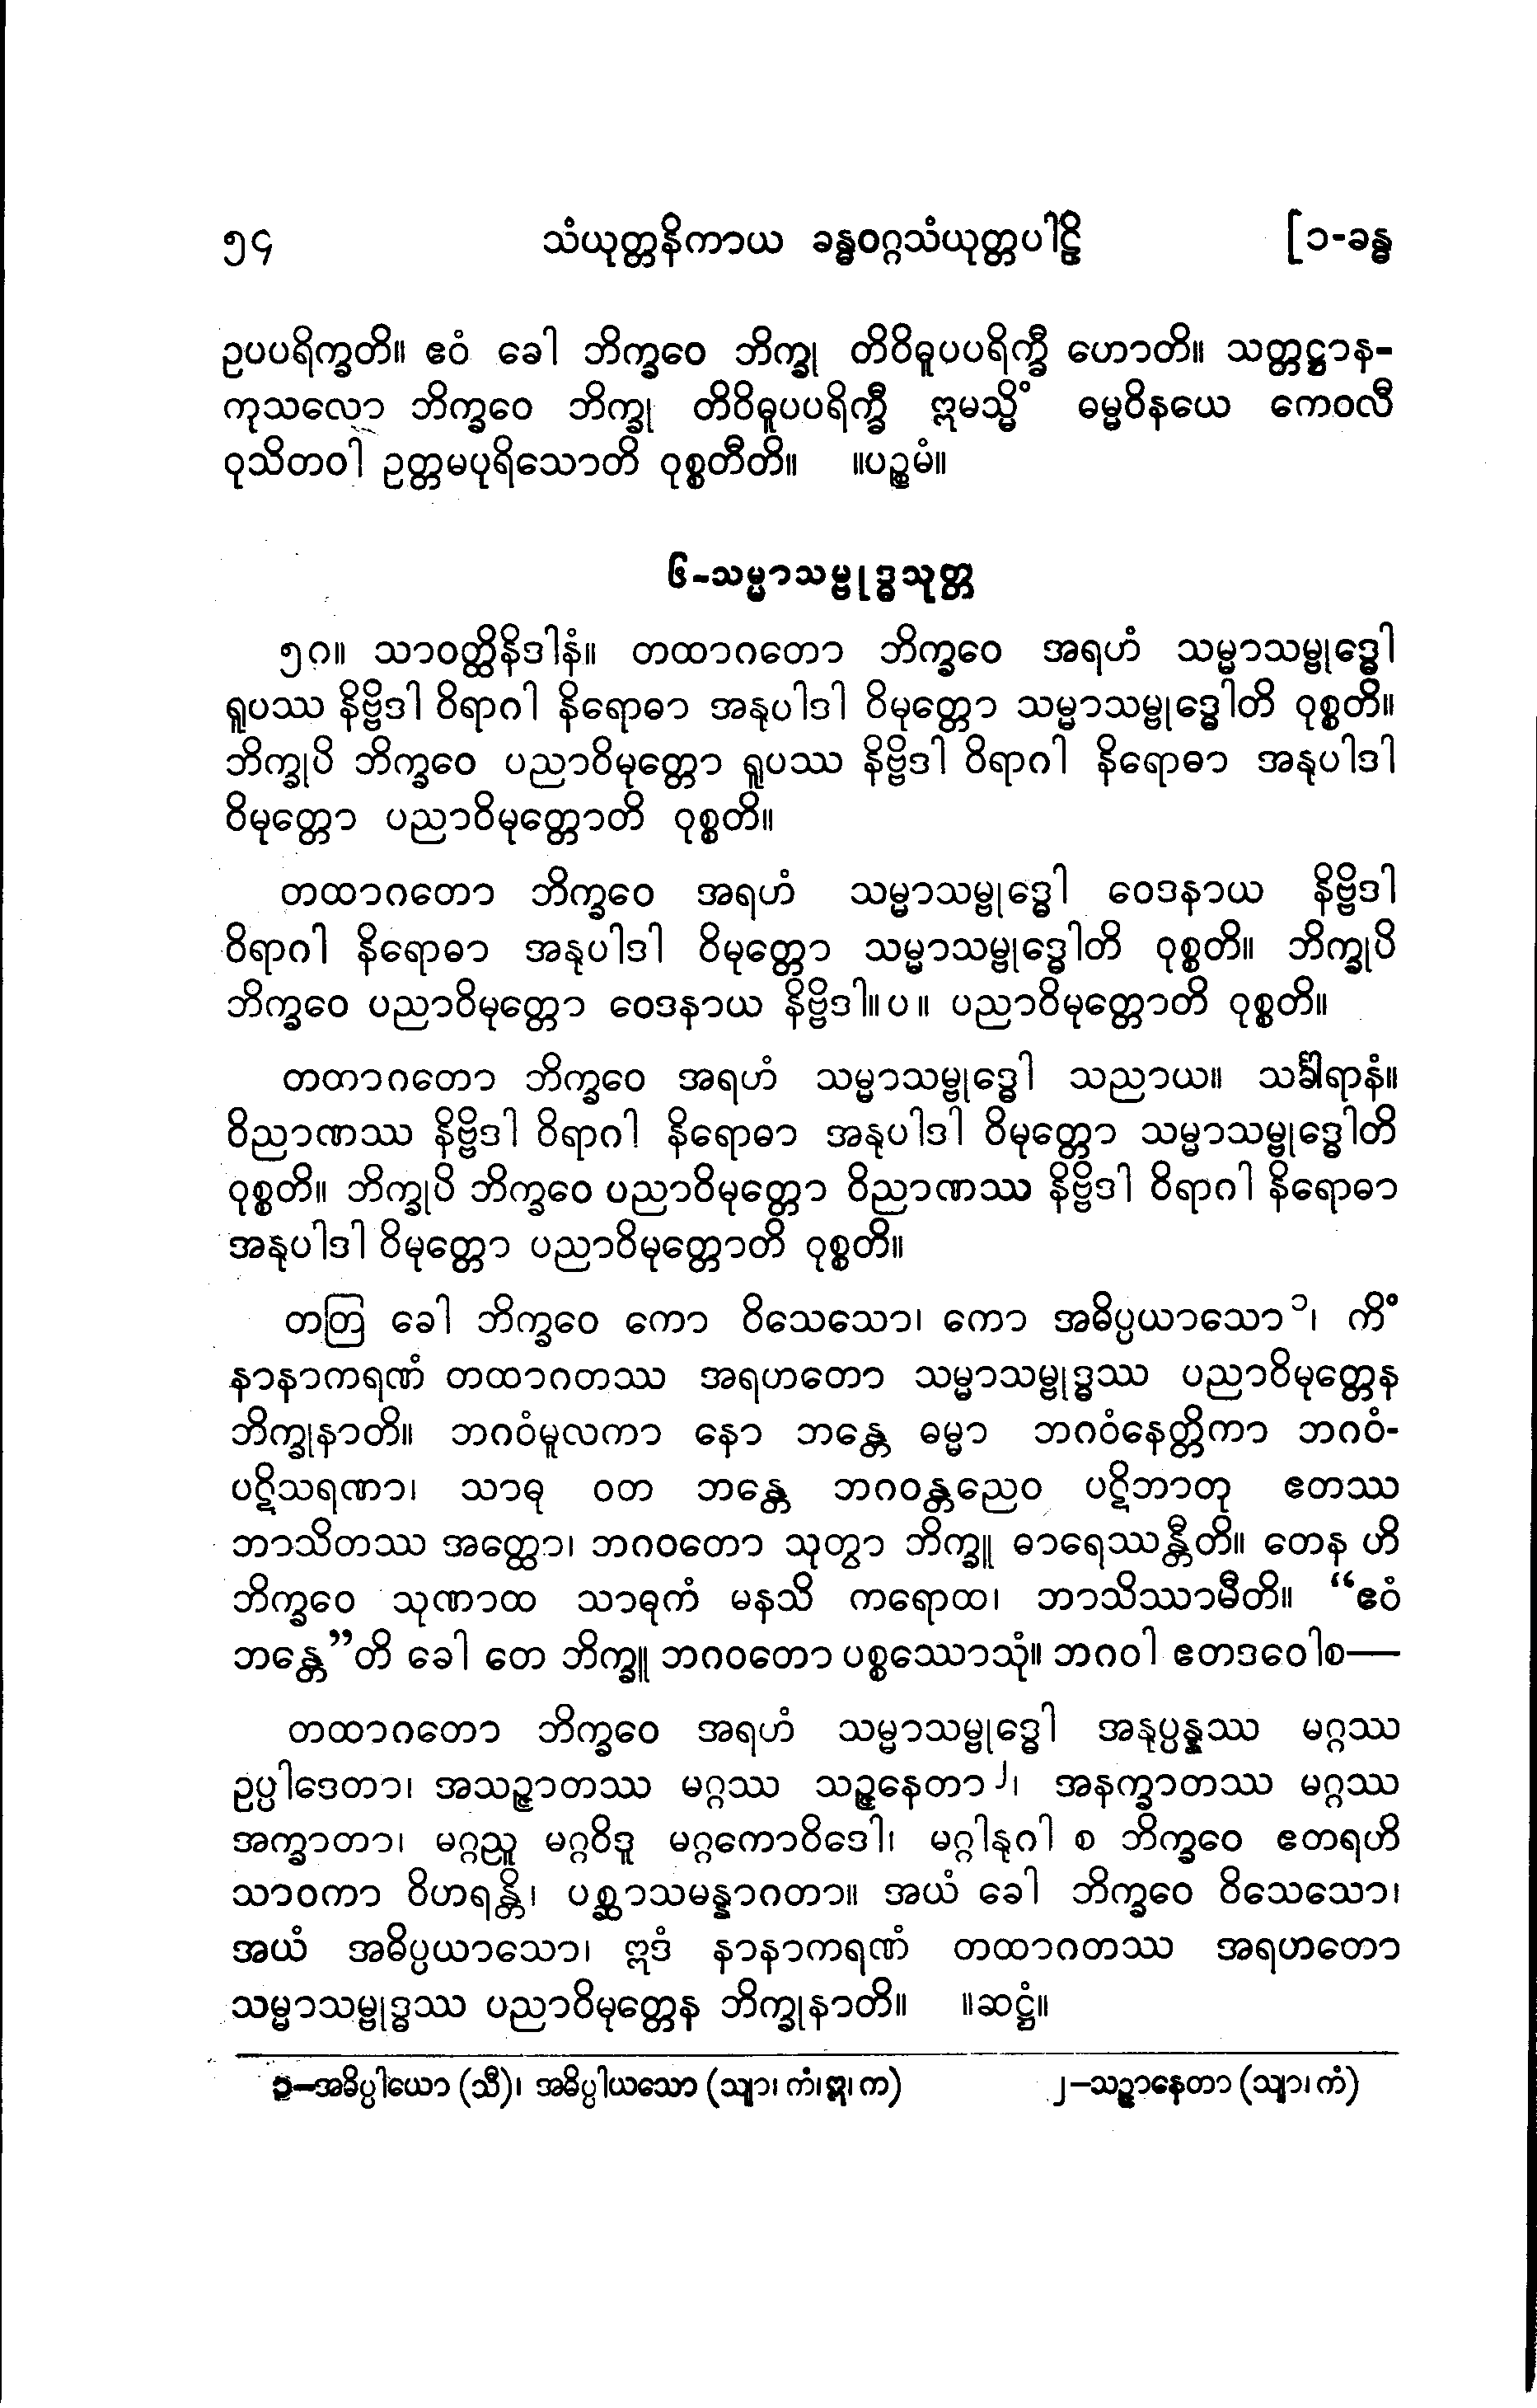 ၅၄ သံယုတ္တနိကာယ ခန္ဓဝဂ္ဂသံယုတ္တပါဠိ [၁-ခန္ဓ
ဥပပရိက္ခတိ။ ဧဝံ ခေါ ဘိက္ခဝေ ဘိက္ခု တိဝိဓူပပရိက္ခီ ဟောတိ။ သတ္တဋ္ဌာန-
ကုသလော ဘိက္ခဝေ ဘိက္ခု တိဝိဓူပပရိက္ခီ ဣမသ္မိံ ဓမ္မဝိနယေ ကေဝလီ
ဝုသိတဝါ ဥတ္တမပုရိသောတိ ဝုစ္စတီတိ။ ။ပဉ္စမံ။
၆-သမ္မာသမ္ဗုဒ္ဓသုတ္တ
၅၈။ သာဝတ္ထိနိဒါနံ။ တထာဂတော ဘိက္ခဝေ အရဟံ သမ္မာသမ္ဗုဒ္ဓေါ
ရူပဿ နိဗ္ဗိဒါ ဝိရာဂါ နိရောဓာ အနုပါဒါ ဝိမုတ္တော သမ္မာသမ္ဗုဒ္ဓေါတိ ဝုစ္စတိ။
ဘိက္ခုပိ ဘိက္ခဝေ ပညာဝိမုတ္တော ရူပဿ နိဗ္ဗိဒါ ဝိရာဂါ နိရောဓာ အနုပါဒါ
ဝိမုတ္တော ပညာဝိမုတ္တောတိ ဝုစ္စတိ။
တထာဂတော ဘိက္ခဝေ အရဟံ သမ္မာသမ္ဗုဒ္ဓေါ ဝေဒနာယ နိဗ္ဗိဒါ
ဝိရာဂါ နိရောဓာ အနုပါဒါ ဝိမုတ္တော သမ္မာသမ္ဗုဒ္ဓေါတိ ဝုစ္စတိ။ ဘိက္ခုပိ
ဘိက္ခဝေ ပညာဝိမုတ္တော ဝေဒနာယ နိဗ္ဗိဒါ။ပ။ ပညာဝိမုတ္တောတိ ဝုစ္စတိ။
တထာဂတော ဘိက္ခဝေ အရဟံ သမ္မာသမ္ဗုဒ္ဓေါ သညာယ။ သင်္ခါရာနံ။
ဝိညာဏဿ နိဗ္ဗိဒါ ဝိရာဂါ နိရောဓာ အနုပါဒါ ဝိမုတ္တော သမ္မာသမ္ဗုဒ္ဓေါတိ
ဝုစ္စတိ။ ဘိက္ခုပိ ဘိက္ခဝေ ပညာဝိမုတ္တော ဝိညာဏဿ နိဗ္ဗိဒါ ဝိရာဂါ နိရောဓာ
အနုပါဒါ ဝိမုတ္တော ပညာဝိမုတ္တောတိ ဝုစ္စတိ။
တတြ ခေါ ဘိက္ခဝေ ကော ဝိသေသော၊ ကော အဓိပ္ပယာသော၁၊ ကိံ
နာနာကရဏံ တထာဂတဿ အရဟတော သမ္မာသမ္ဗုဒ္ဓဿ ပညာဝိမုတ္တေန
ဘိက္ခုနာတိ။ ဘဂဝံမူလကာ နော ဘန္တေ ဓမ္မာ ဘဂဝံနေတ္တိကာ ဘဂဝံ-
ပဋိသရဏာ၊ သာဓု ဝတ ဘန္တေ ဘဂဝန္တညေဝ ပဋိဘာတု ဧတဿ
ဘာသိတဿ အတ္ထော၊ ဘဂဝတော သုတွာ ဘိက္ခူ ဓာရေဿန္တီတိ။ တေန ဟိ
ဘိက္ခဝေ သုဏာထ သာဓုကံ မနသိ ကရောထ၊ ဘာသိဿာမီတိ။ “ဧဝံ
ဘန္တေ”တိ ခေါ တေ ဘိက္ခူ ဘဂဝတော ပစ္စဿောသုံ။ ဘဂဝါ ဧတဒဝေါစ—
တထာဂတော ဘိက္ခဝေ အရဟံ သမ္မာသမ္ဗုဒ္ဓေါ အနုပ္ပန္နဿ မဂ္ဂဿ
ဥပ္ပါဒေတာ၊ အသဉ္ဇာတဿ မဂ္ဂဿ သဉ္ဇနေတာ၂၊ အနက္ခာတဿ မဂ္ဂဿ
အက္ခာတာ၊ မဂ္ဂညူ မဂ္ဂဝိဒူ မဂ္ဂကောဝိဒေါ၊ မဂ္ဂါနုဂါ စ ဘိက္ခဝေ ဧတရဟိ
သာဝကာ ဝိဟရန္တိ၊ ပစ္ဆာသမန္နာဂတာ။ အယံ ခေါ ဘိက္ခဝေ ဝိသေသော၊
အယံ အဓိပ္ပယာသော၊ ဣဒံ နာနာကရဏံ တထာဂတဿ အရဟတော
သမ္မာသမ္ဗုဒ္ဓဿ ပညာဝိမုတ္တေန ဘိက္ခုနာတိ။ ။ဆဋ္ဌံ။
၁—အဓိပ္ပါယော (သီ)၊ အဓိပ္ပါယသော (သျာ၊ ကံ၊ ဣ၊ က) ၂—သဉ္ဇာနေတာ (သျာ၊ ကံ)